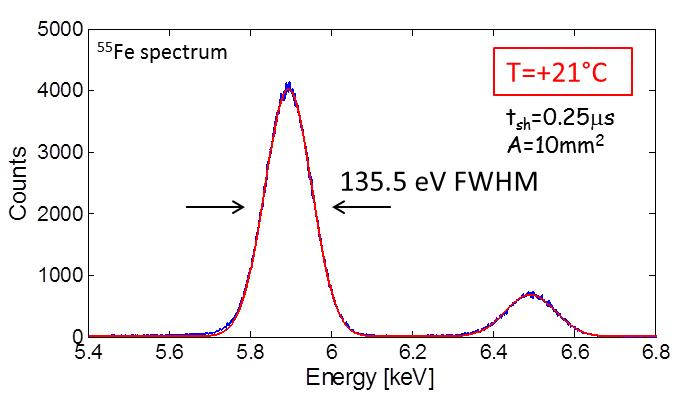 5000
⁵⁵Fe spectrum
T=+21°C
4000
tₛₕ=0.25μs
A=10mm²
3000
Counts
135.5 eV FWHM
2000
1000
0
5.4 5.6 5.8 6 6.2 6.4 6.6 6.8
Energy [keV]